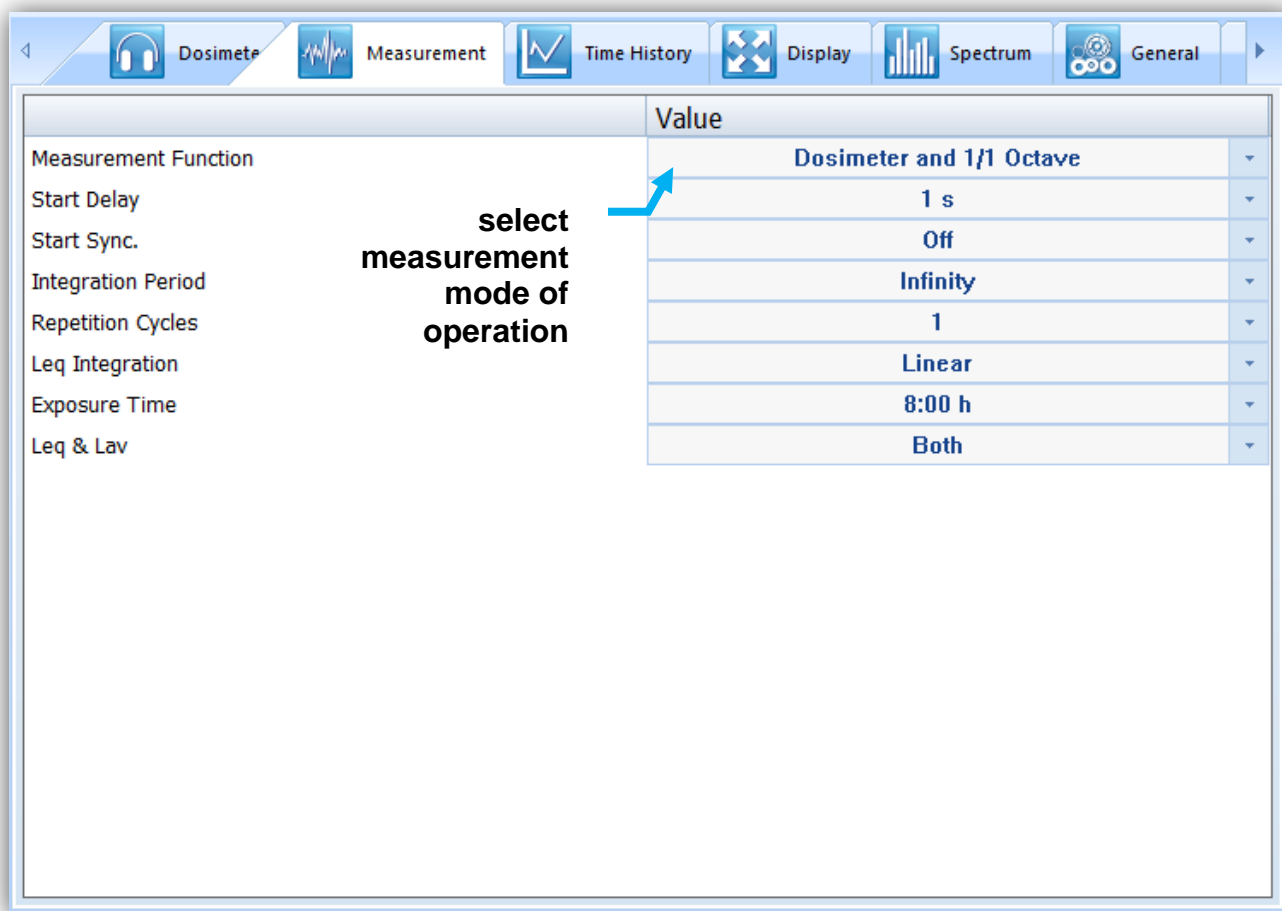 Dosimete
Measurement
Time History
Display
Spectrum
General
Value
Measurement Function
Dosimeter and 1/1 Octave
Start Delay
1 s
Start Sync.
Off
Integration Period
Infinity
Repetition Cycles
1
Leq Integration
Linear
Exposure Time
8:00 h
Leq & Lav
Both
select
measurement
mode of
operation